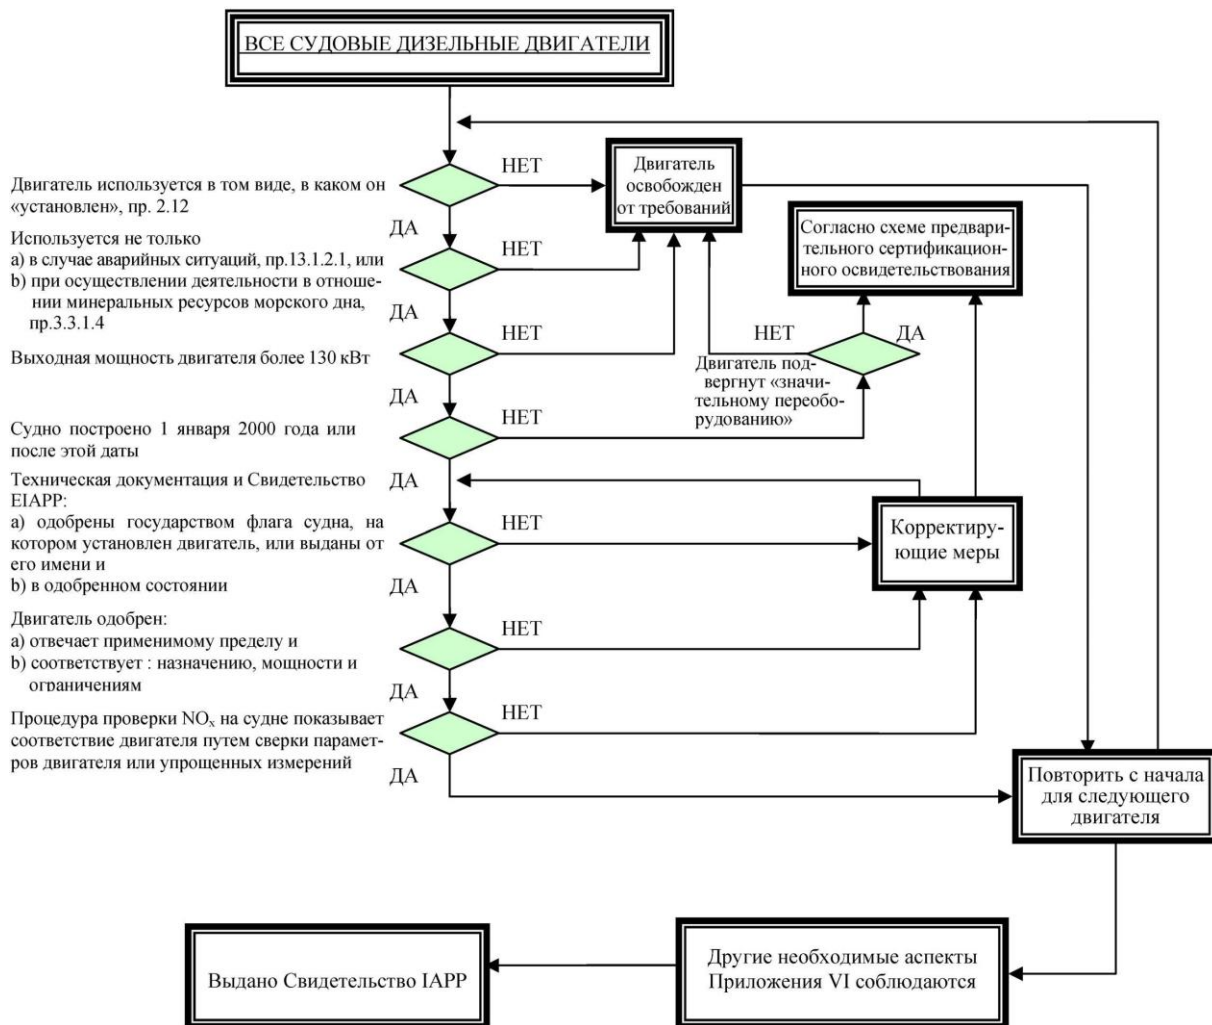 ВСЕ СУДОВЫЕ ДИЗЕЛЬНЫЕ ДВИГАТЕЛИ
Двигатель используется в том виде, в каком он
«установлен», пр. 2.12
НЕТ
Двигатель
освобожден
от требований
ДА
Используется не только
a) в случае аварийных ситуаций, пр.13.1.2.1, или
b) при осуществлении деятельности в отноше-
нии минеральных ресурсов морского дна,
пр.3.3.1.4
НЕТ
Согласно схеме предвари-
тельного сертификацион-
ного освидетельствования
ДА
Выходная мощность двигателя более 130 кВт
НЕТ
НЕТ
ДА
Двигатель под-
вергнут «значи-
тельному переобо-
рудованию»
ДА
Судно построено 1 января 2000 года или
после этой даты
НЕТ
ДА
Техническая документация и Свидетельство
EIAPP:
a) одобрены государством флага судна, на
котором установлен двигатель, или выданы от
его имени и
b) в одобренном состоянии
НЕТ
Корректиру-
ющие меры
ДА
Двигатель одобрен:
a) отвечает применимому пределу и
b) соответствует : назначению, мощности и
ограничениям
НЕТ
ДА
Процедура проверки NOx на судне показывает
соответствие двигателя путем сверки парамет-
ров двигателя или упрощенных измерений
НЕТ
ДА
Повторить с начала
для следующего
двигателя
Другие необходимые аспекты
Приложения VI соблюдаются
Выдано Свидетельство IAPP